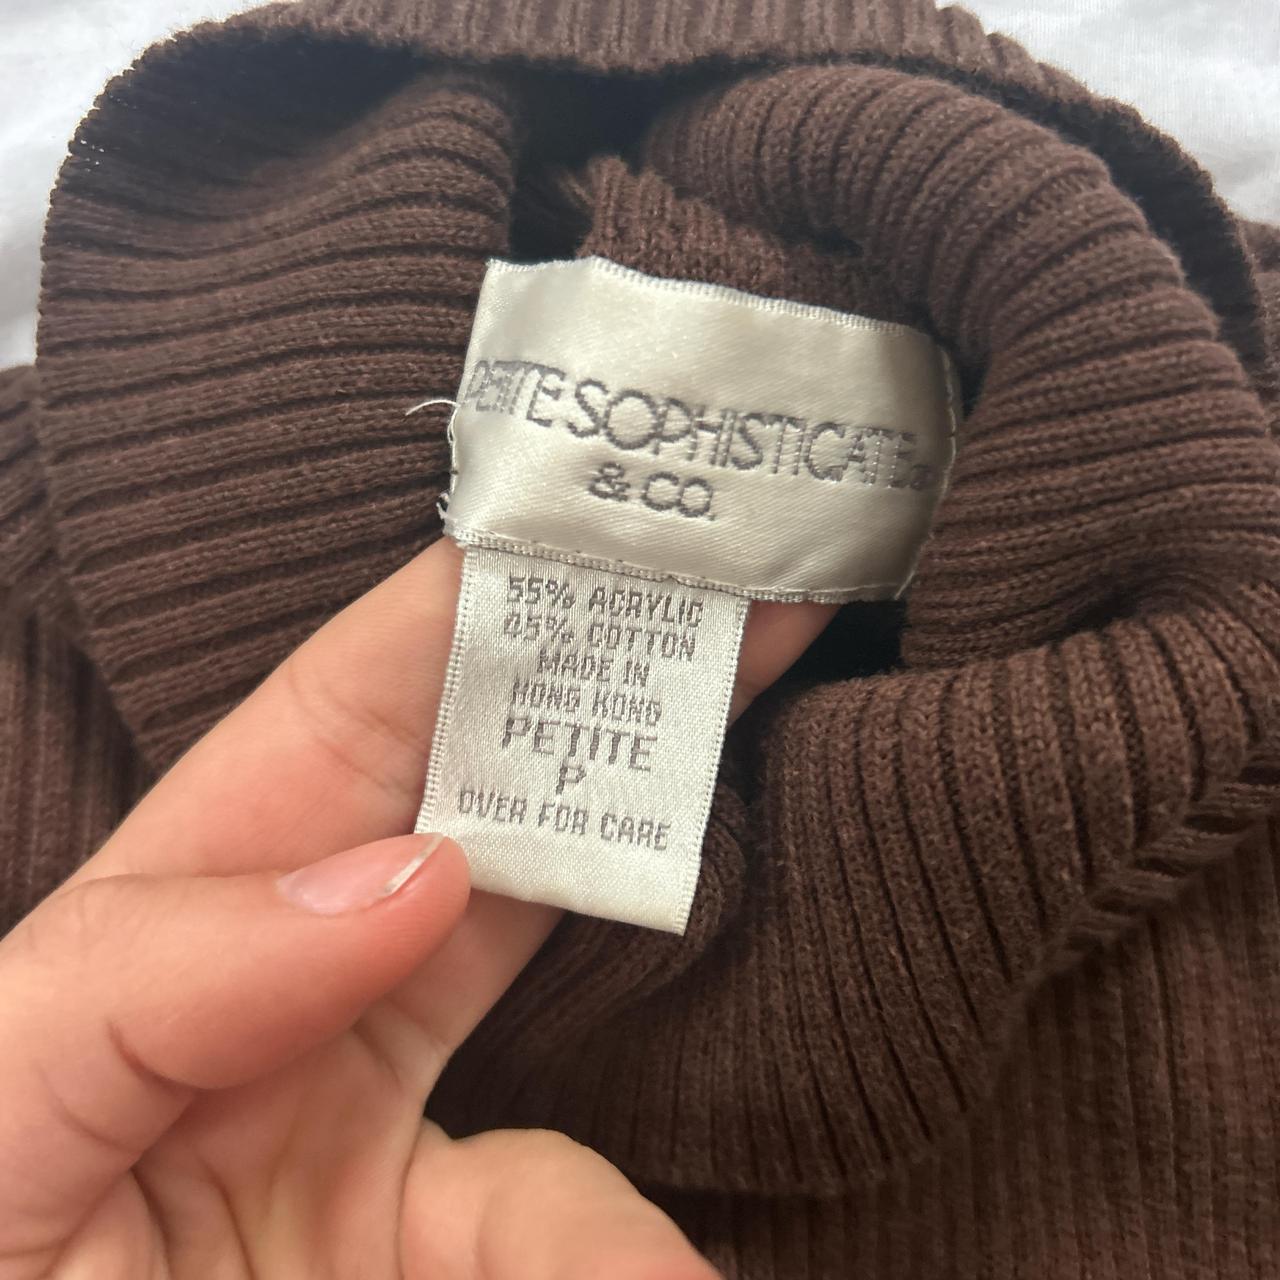 PETITE SOPHISTICATE®
& CO.
55% ACRYLIC
45% COTTON
MADE IN
HONG KONG
PETITE
P
OVER FOR CARE